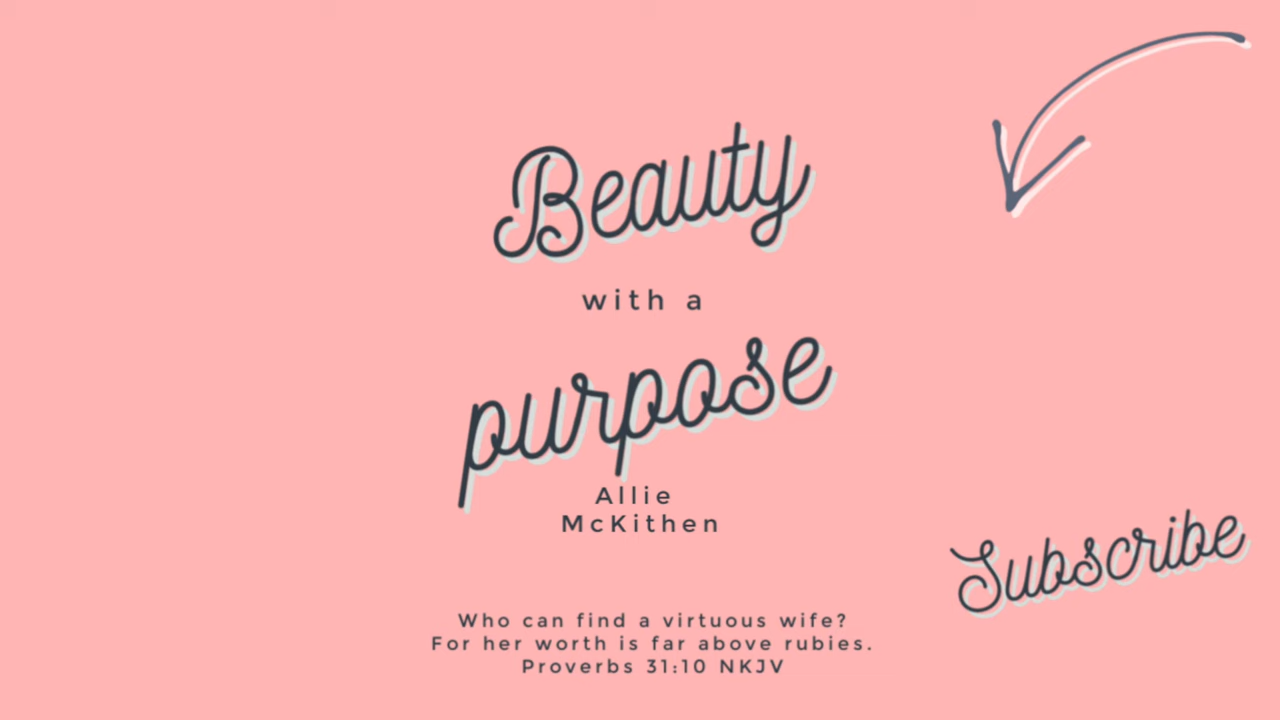 Beauty
with a
purpose
Allie
McKithen
Subscribe
Who can find a virtuous wife?
For her worth is far above rubies.
Proverbs 31:10 NKJV